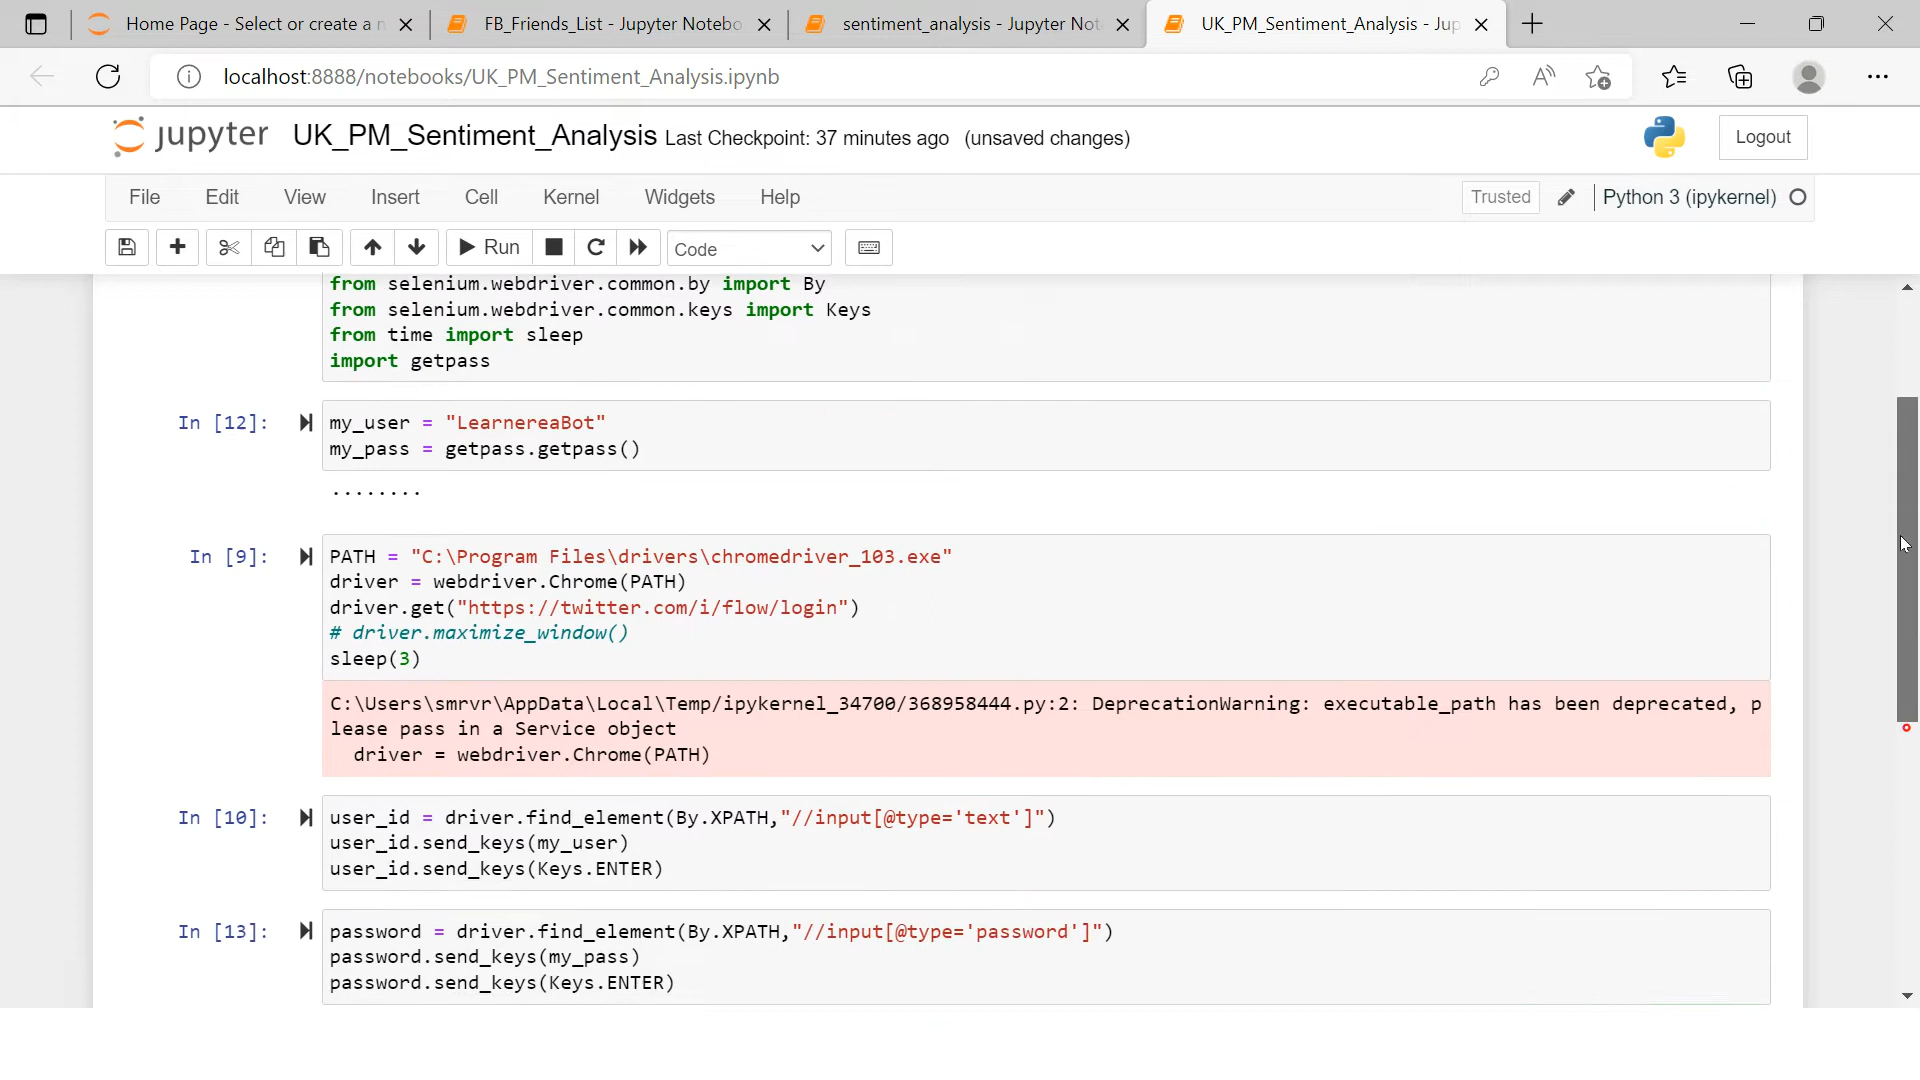 Home Page - Select or create a n
FB_Friends_List - Jupyter Notebo
sentiment_analysis - Jupyter Not
UK_PM_Sentiment_Analysis - Jup
localhost:8888/notebooks/UK_PM_Sentiment_Analysis.ipynb
jupyter UK_PM_Sentiment_Analysis Last Checkpoint: 37 minutes ago (unsaved changes)
Logout
File Edit View Insert Cell Kernel Widgets Help
Trusted Python 3 (ipykernel)
Run Code
from selenium.webdriver.common.by import By
from selenium.webdriver.common.keys import Keys
from time import sleep
import getpass
In [12]:
my_user = "LearnereaBot"
my_pass = getpass.getpass()
········
In [9]:
PATH = "C:\Program Files\drivers\chromedriver_103.exe"
driver = webdriver.Chrome(PATH)
driver.get("https://twitter.com/i/flow/login")
# driver.maximize_window()
sleep(3)
C:\Users\smrvr\AppData\Local\Temp/ipykernel_34700/368958444.py:2: DeprecationWarning: executable_path has been deprecated, p
lease pass in a Service object
driver = webdriver.Chrome(PATH)
In [10]:
user_id = driver.find_element(By.XPATH,"//input[@type='text']")
user_id.send_keys(my_user)
user_id.send_keys(Keys.ENTER)
In [13]:
password = driver.find_element(By.XPATH,"//input[@type='password']")
password.send_keys(my_pass)
password.send_keys(Keys.ENTER)